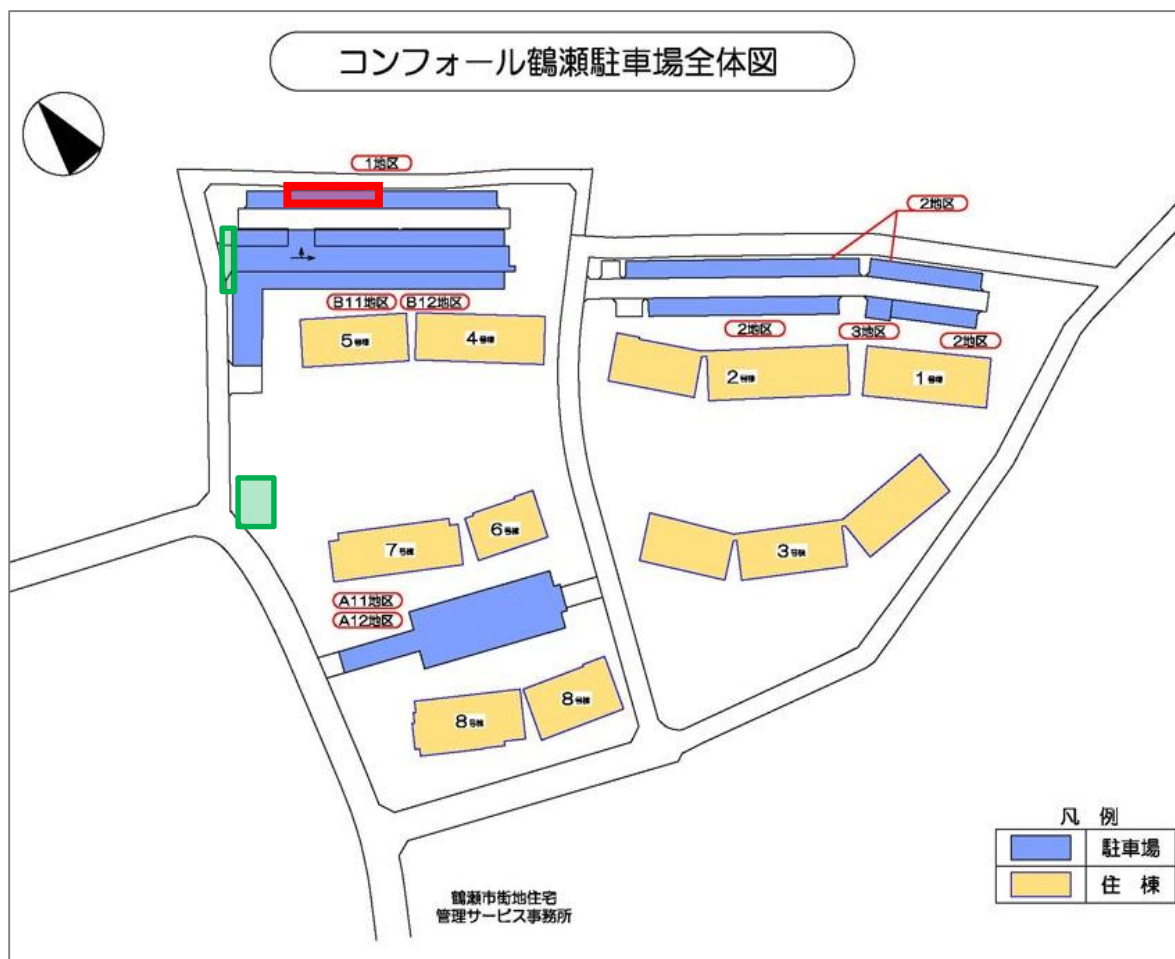 コンフォール鶴瀬駐車場全体図
1地区
2地区
B11地区
B12地区
2地区
3地区
2地区
5号棟
4号棟
2号棟
1号棟
7号棟
6号棟
3号棟
A11地区
A12地区
8号棟
8号棟
鶴瀬市街地住宅
管理サービス事務所
凡 例
駐車場
住 棟